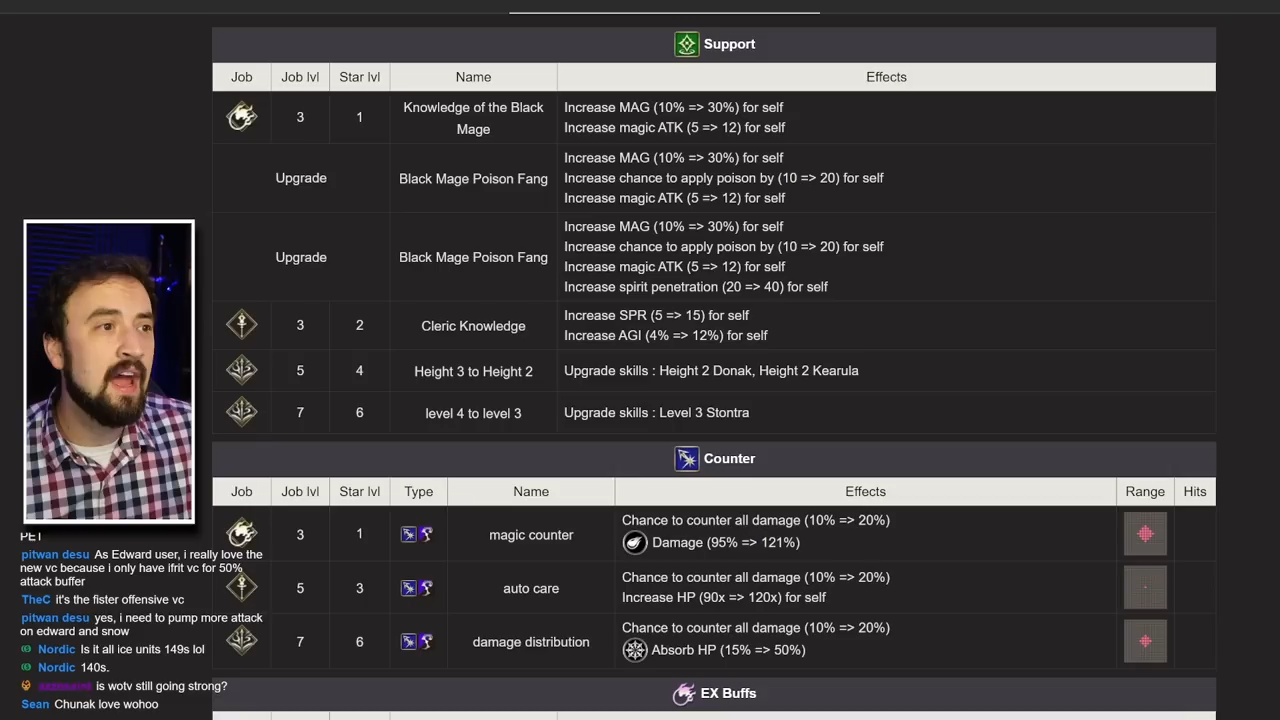 Support
Job Job lvl Star lvl Name Effects
3 1 Knowledge of the Black Mage
Increase MAG (10% => 30%) for self
Increase magic ATK (5 => 12) for self
Upgrade Black Mage Poison Fang
Increase MAG (10% => 30%) for self
Increase chance to apply poison by (10 => 20) for self
Increase magic ATK (5 => 12) for self
Upgrade Black Mage Poison Fang
Increase MAG (10% => 30%) for self
Increase chance to apply poison by (10 => 20) for self
Increase magic ATK (5 => 12) for self
Increase spirit penetration (20 => 40) for self
3 2 Cleric Knowledge
Increase SPR (5 => 15) for self
Increase AGI (4% => 12%) for self
5 4 Height 3 to Height 2 Upgrade skills : Height 2 Donak, Height 2 Kearula
7 6 level 4 to level 3 Upgrade skills : Level 3 Stontra
Counter
Job Job lvl Star lvl Type Name Effects Range Hits
3 1 magic counter
Chance to counter all damage (10% => 20%)
Damage (95% => 121%)
5 3 auto care
Chance to counter all damage (10% => 20%)
Increase HP (90x => 120x) for self
7 6 damage distribution
Chance to counter all damage (10% => 20%)
Absorb HP (15% => 50%)
EX Buffs
PET
pitwan desu As Edward user, i really love the
new vc because i only have ifrit vc for 50%
attack buffer
TheC it's the fister offensive vc
pitwan desu yes, i need to pump more attack
on edward and snow
Nordic Is it all ice units 149s lol
Nordic 140s.
is wotv still going strong?
Sean Chunak love wohoo